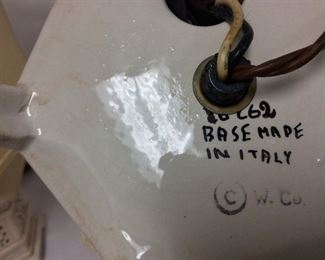 BASE MADE
IN ITALY
© W. Co.